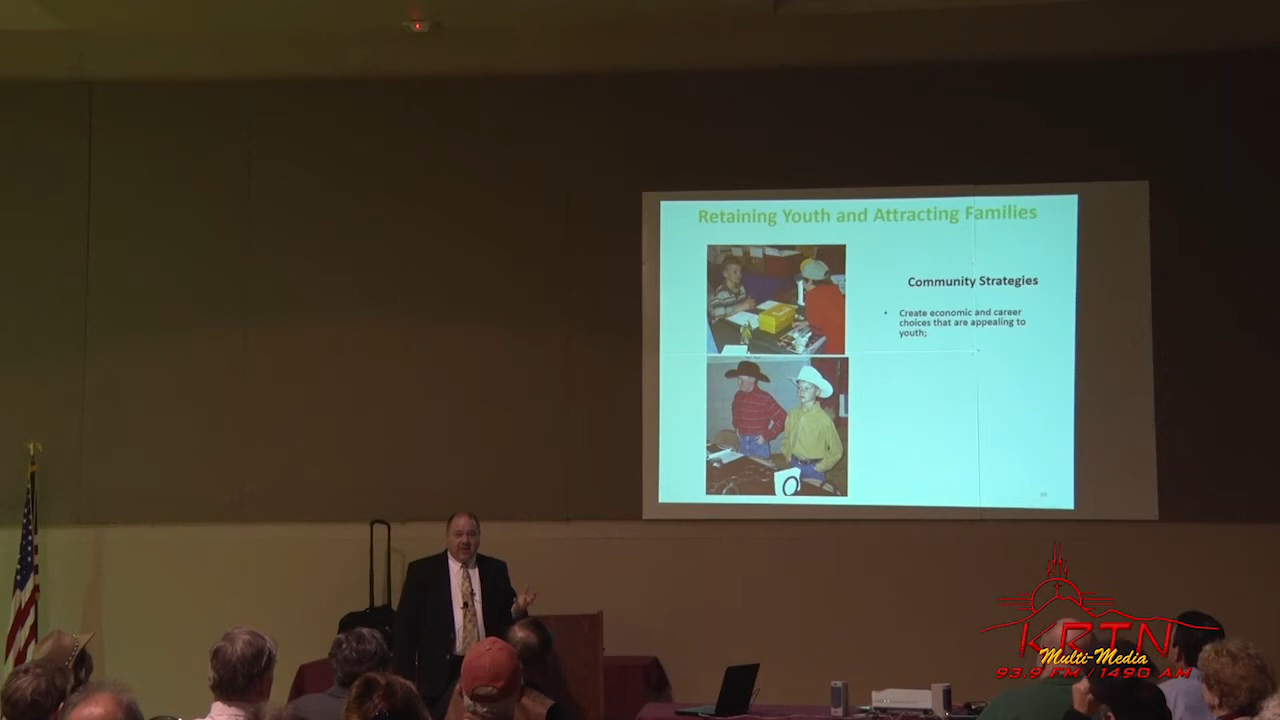 Retaining Youth and Attracting Families
Community Strategies
• Create economic and career
choices that are appealing to
youth;
KRTN
Multi-Media
93.9 FM / 1490 AM